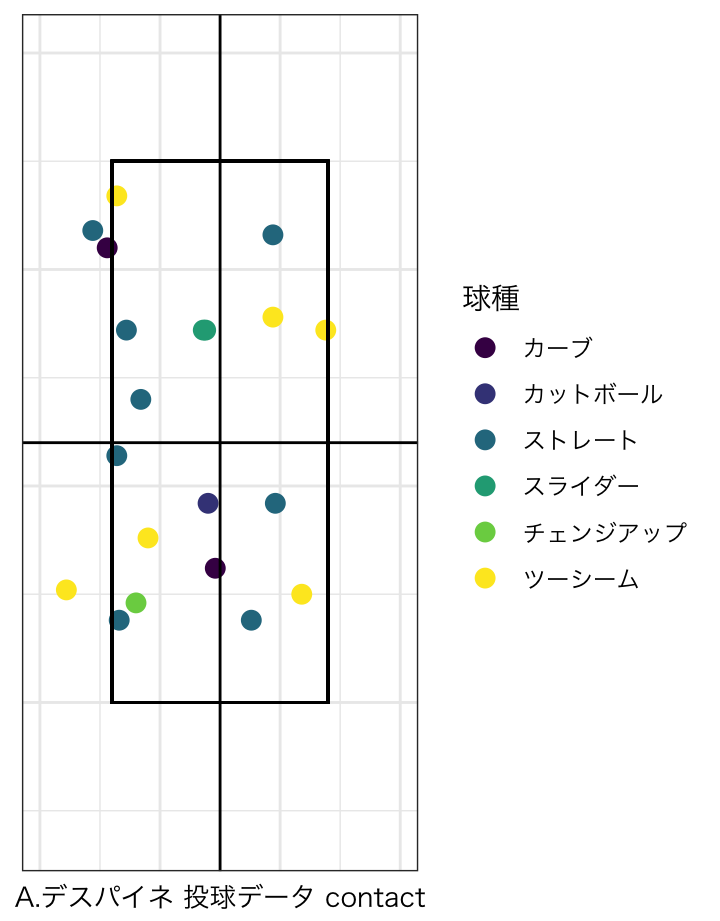 球種
カーブ
カットボール
ストレート
スライダー
チェンジアップ
ツーシーム
A.デスパイネ 投球データ contact